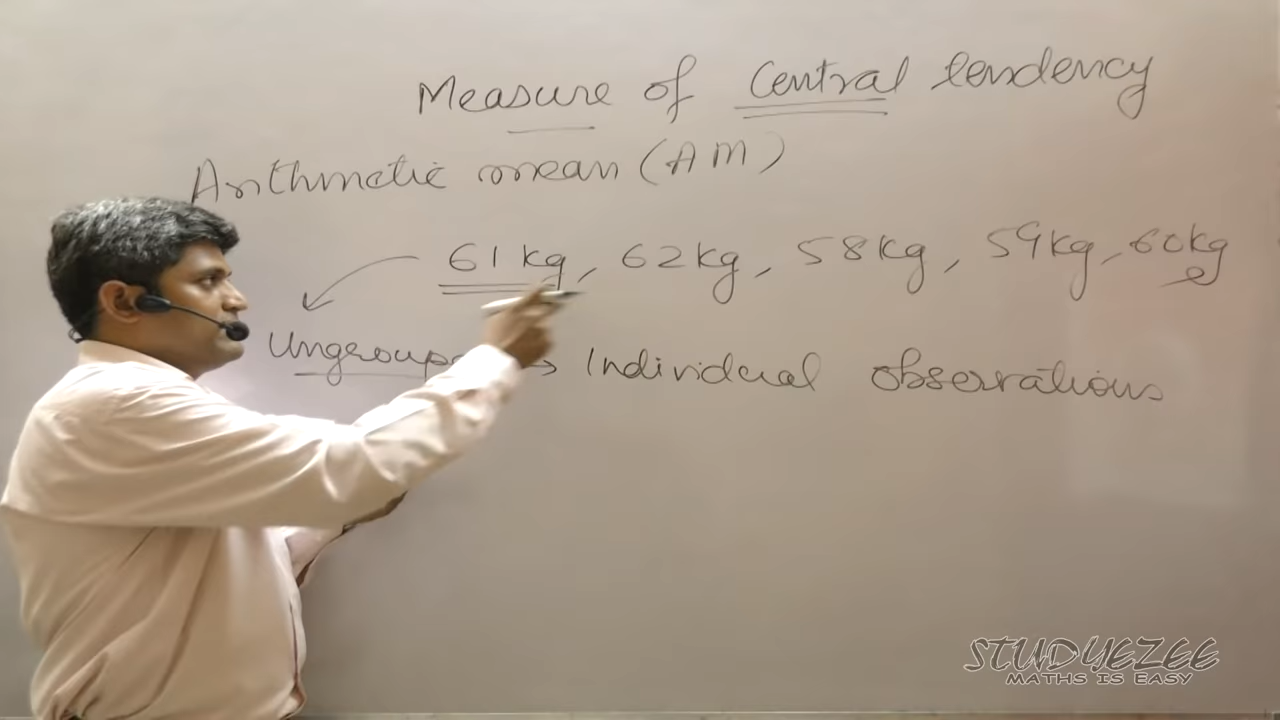 Measure of Central tendency
Arithmetic mean (AM)
61 kg, 62 kg, 58 kg, 59 kg, 60 kg
→ Individual observations
STUDYEZEE
MATHS IS EASY